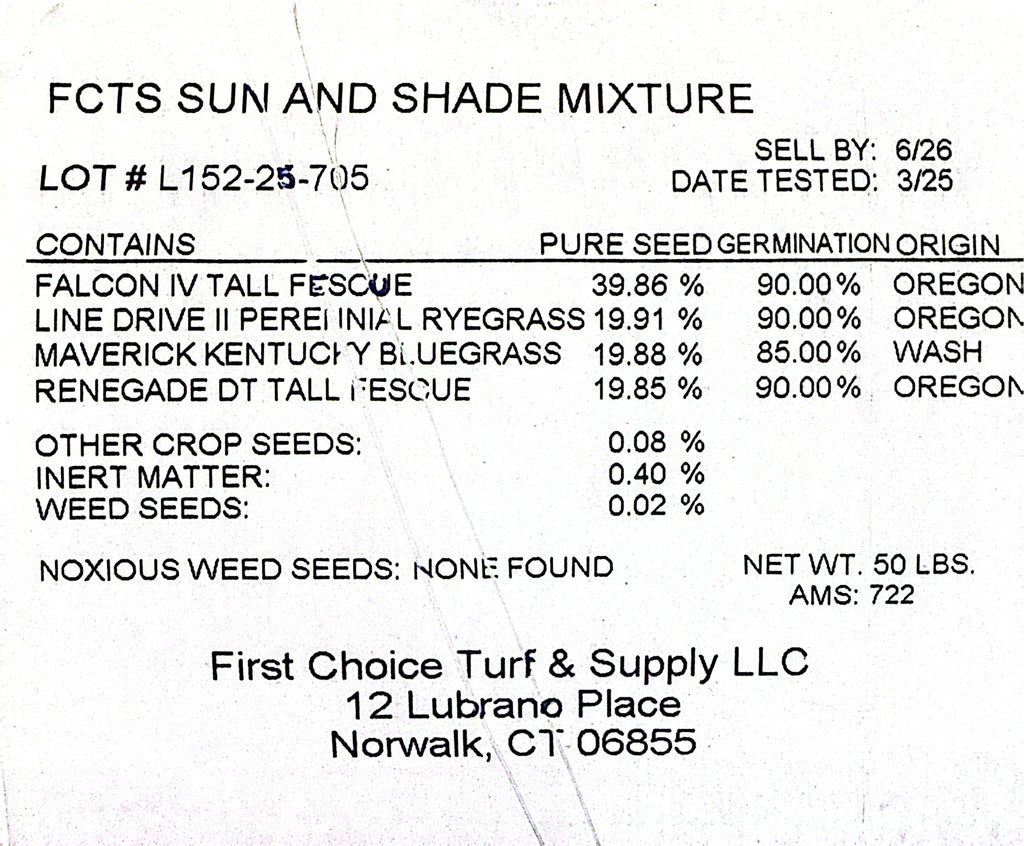 FCTS SUN AND SHADE MIXTURE
SELL BY: 6/26
LOT # L152-25-705
DATE TESTED: 3/25
CONTAINS PURE SEED GERMINATION ORIGIN
FALCON IV TALL FESCUE 39.86 % 90.00% OREGON
LINE DRIVE II PERENNIAL RYEGRASS 19.91 % 90.00% OREGON
MAVERICK KENTUCKY BLUEGRASS 19.88 % 85.00% WASH
RENEGADE DT TALL FESCUE 19.85 % 90.00% OREGON
OTHER CROP SEEDS: 0.08 %
INERT MATTER: 0.40 %
WEED SEEDS: 0.02 %
NOXIOUS WEED SEEDS: NONE FOUND NET WT. 50 LBS.
AMS: 722
First Choice Turf & Supply LLC
12 Lubrano Place
Norwalk, CT 06855